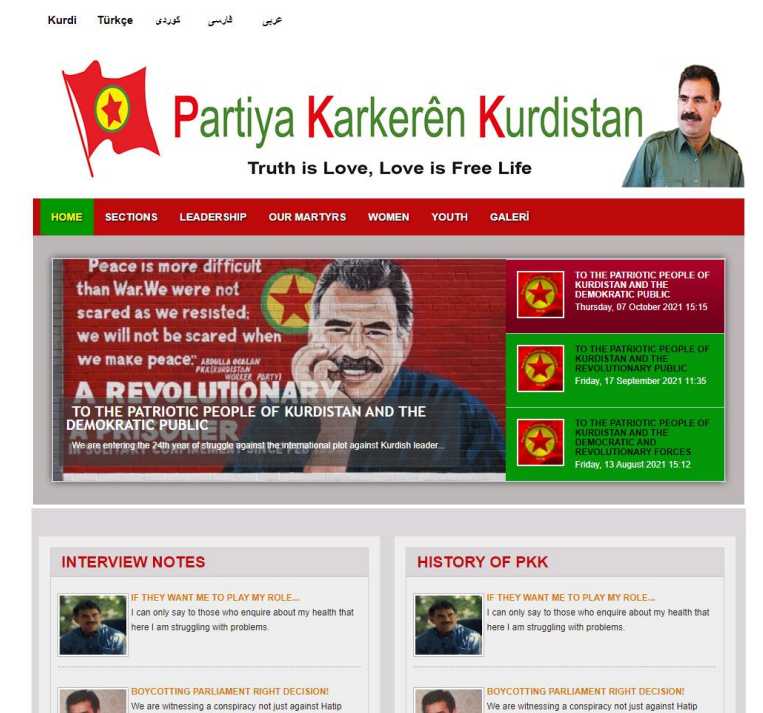 Kurdi Türkçe كوردی فارسی عربی
Partiya Karkerên Kurdistan
Truth is Love, Love is Free Life
HOME SECTIONS LEADERSHIP OUR MARTYRS WOMEN YOUTH GALERİ
Peace is more difficult
than War. We were not
scared as we resisted;
we will not be scared when
we make peace." ABDULLA OCALAN
PKK (KURDISTAN
WORKER PARTY)
A REVOLUTIONARY
A PRISONER
TO THE PATRIOTIC PEOPLE OF KURDISTAN AND THE
DEMOKRATIC PUBLIC
We are entering the 24th year of struggle against the international plot against Kurdish leader...
TO THE PATRIOTIC PEOPLE OF
KURDISTAN AND THE
DEMOKRATIC PUBLIC
Thursday, 07 October 2021 15:15
TO THE PATRIOTIC PEOPLE OF
KURDISTAN AND THE
REVOLUTIONARY PUBLIC
Friday, 17 September 2021 11:35
TO THE PATRIOTIC PEOPLE OF
KURDISTAN AND THE
DEMOCRATIC AND
REVOLUTIONARY FORCES
Friday, 13 August 2021 15:12
INTERVIEW NOTES
IF THEY WANT ME TO PLAY MY ROLE...
I can only say to those who enquire about my health that
here I am struggling with problems.
BOYCOTTING PARLIAMENT RIGHT DECISION!
We are witnessing a conspiracy not just against Hatip
HISTORY OF PKK
IF THEY WANT ME TO PLAY MY ROLE...
I can only say to those who enquire about my health that
here I am struggling with problems.
BOYCOTTING PARLIAMENT RIGHT DECISION!
We are witnessing a conspiracy not just against Hatip